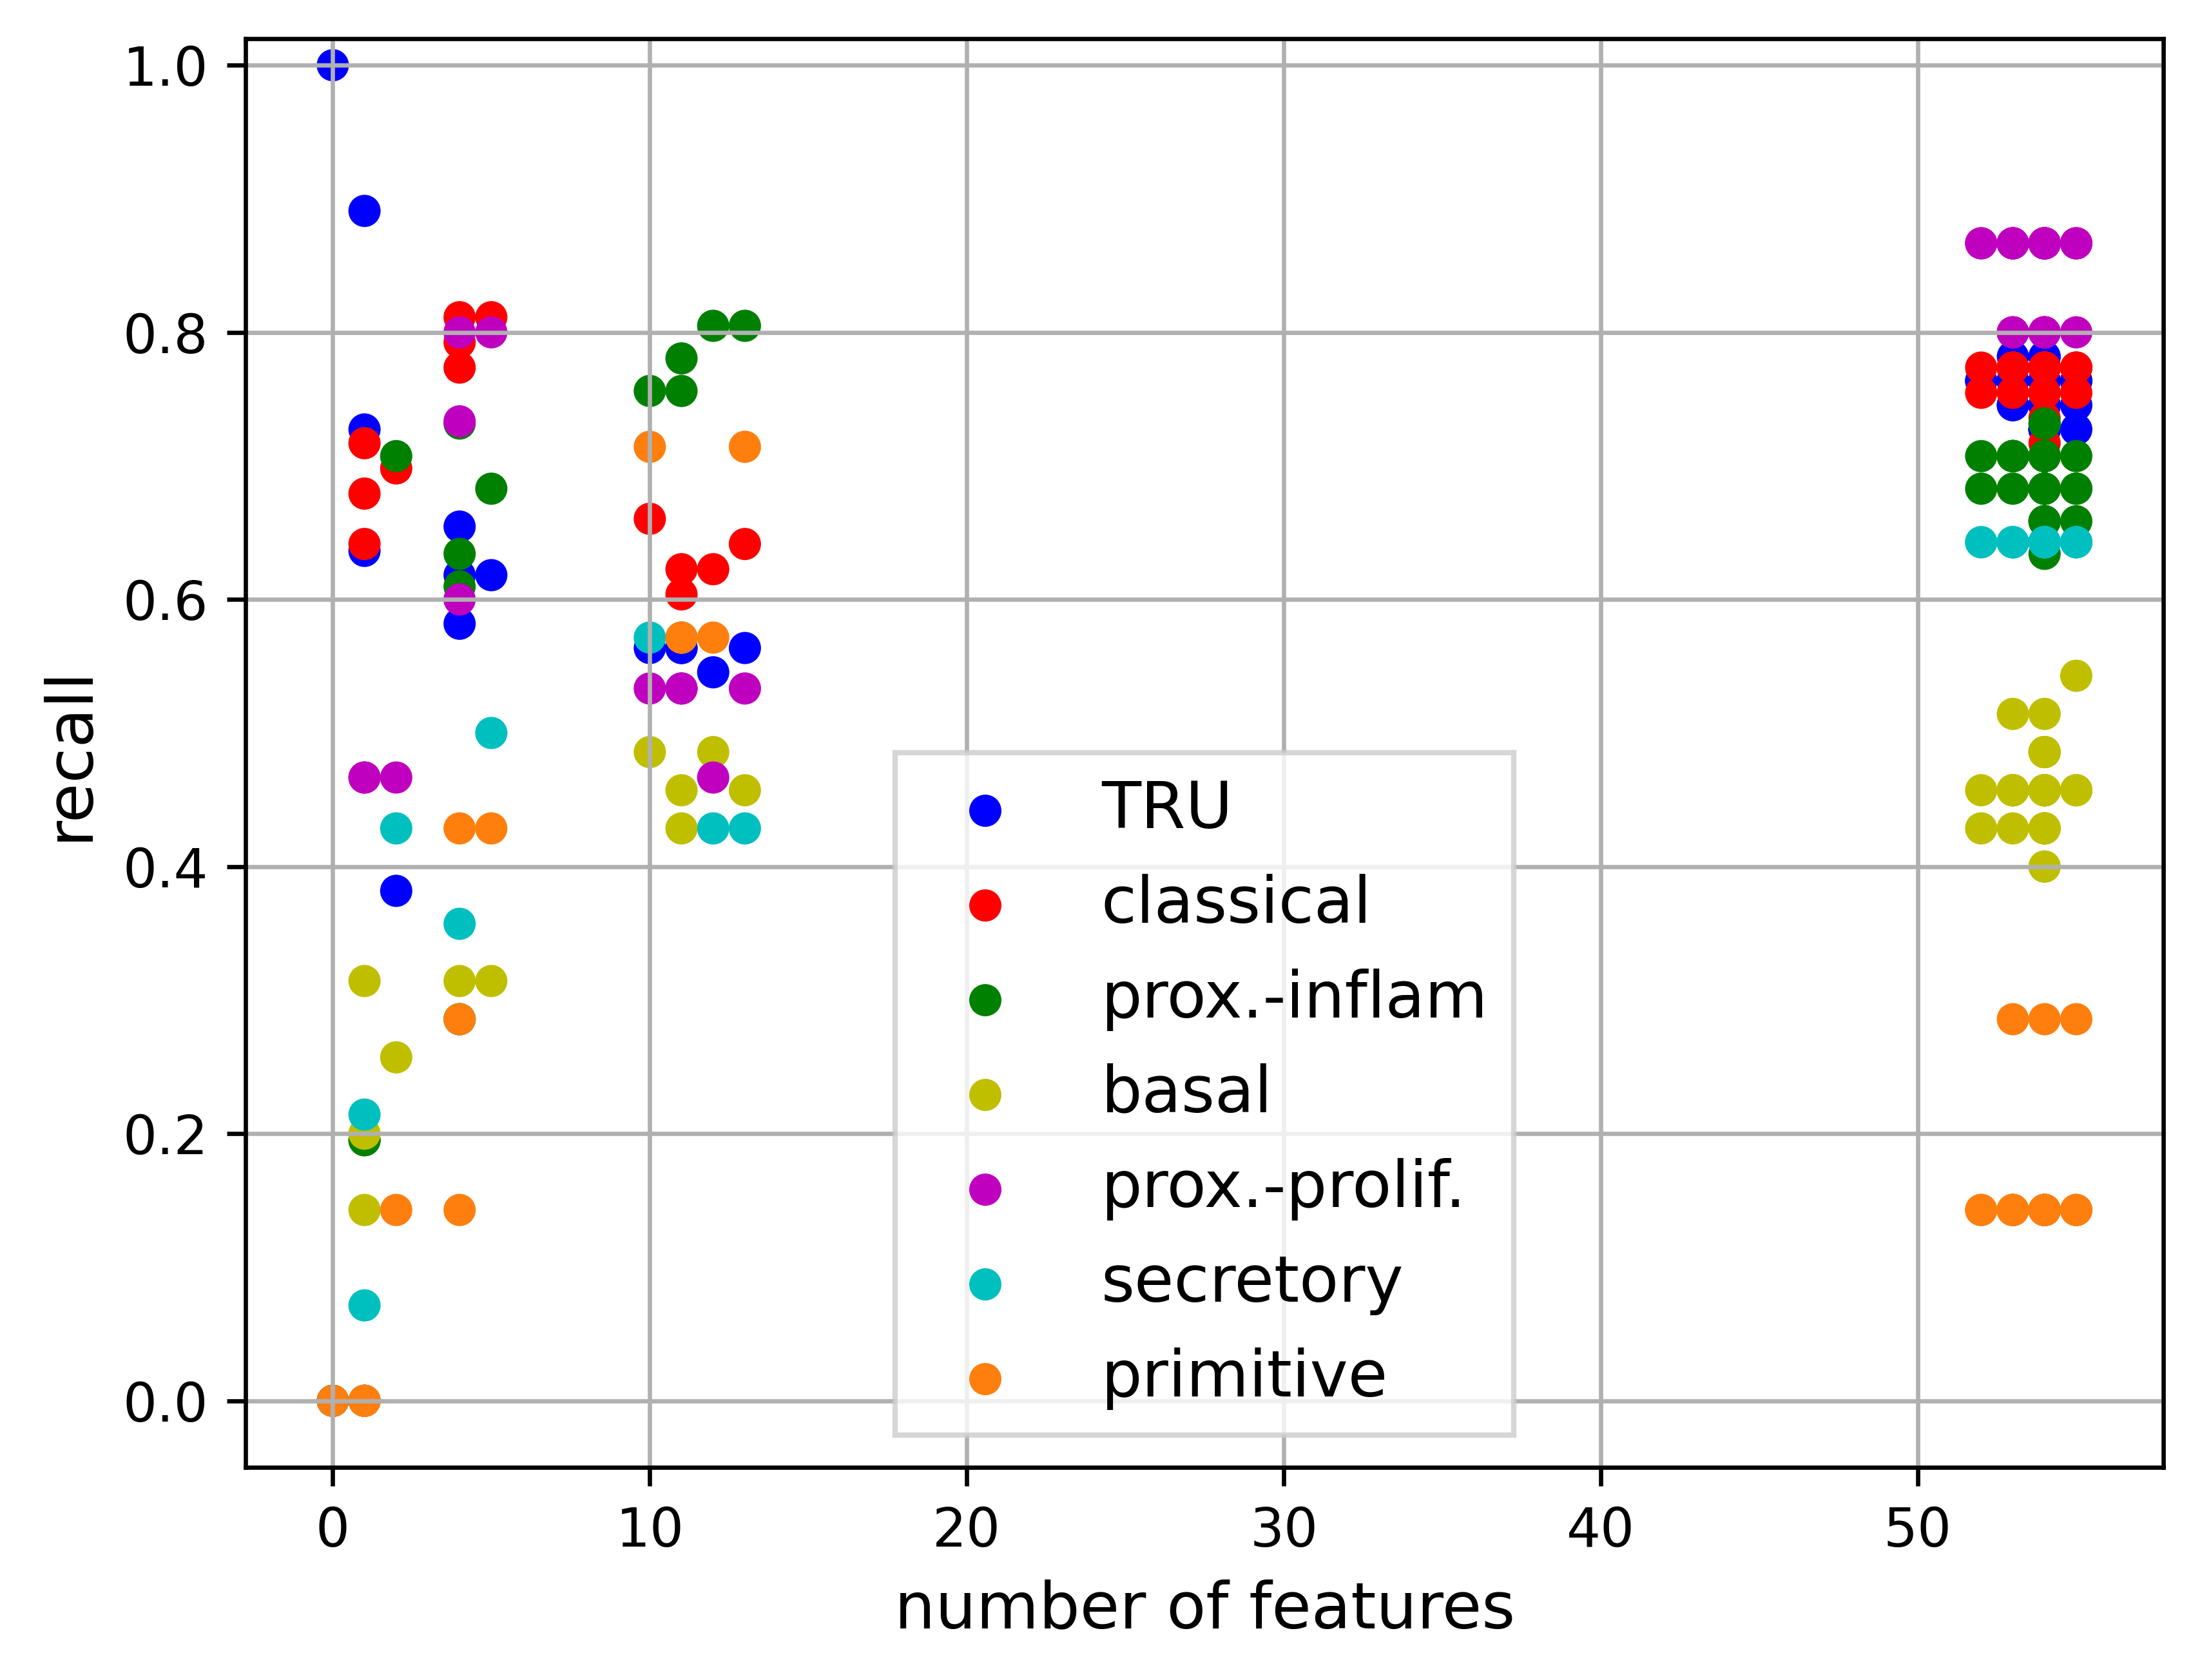 1.0
0.8
0.6
0.4
0.2
0.0
recall
TRU
classical
prox.-inflam
basal
prox.-prolif.
secretory
primitive
0 10 20 30 40 50
number of features